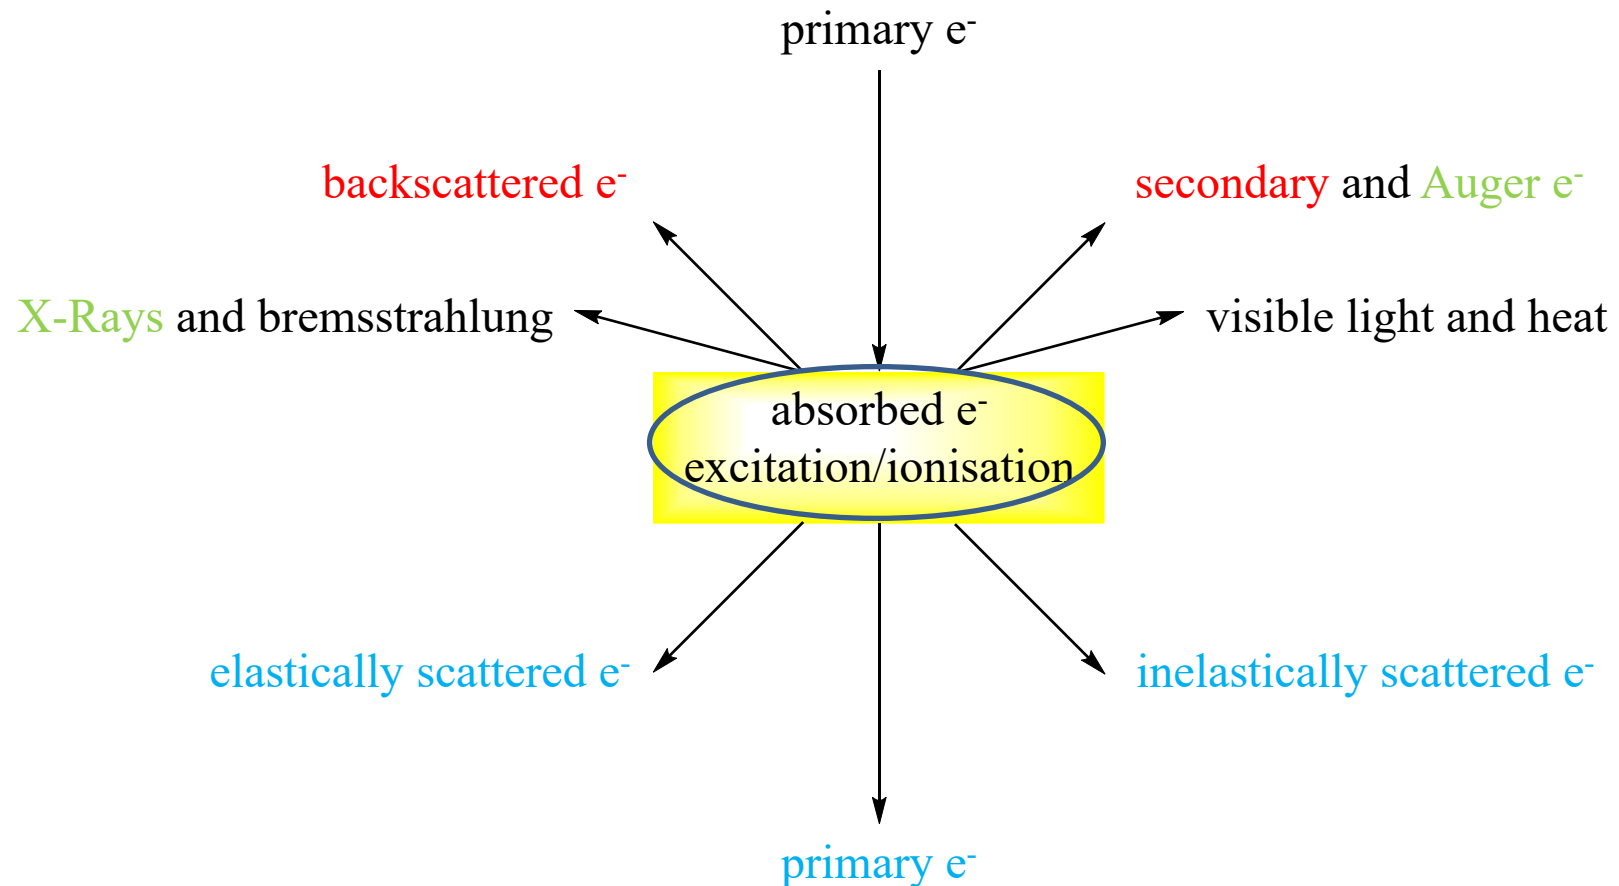 primary e⁻
backscattered e⁻
secondary and Auger e⁻
X-Rays and bremsstrahlung
visible light and heat
absorbed e⁻
excitation/ionisation
elastically scattered e⁻
inelastically scattered e⁻
primary e⁻